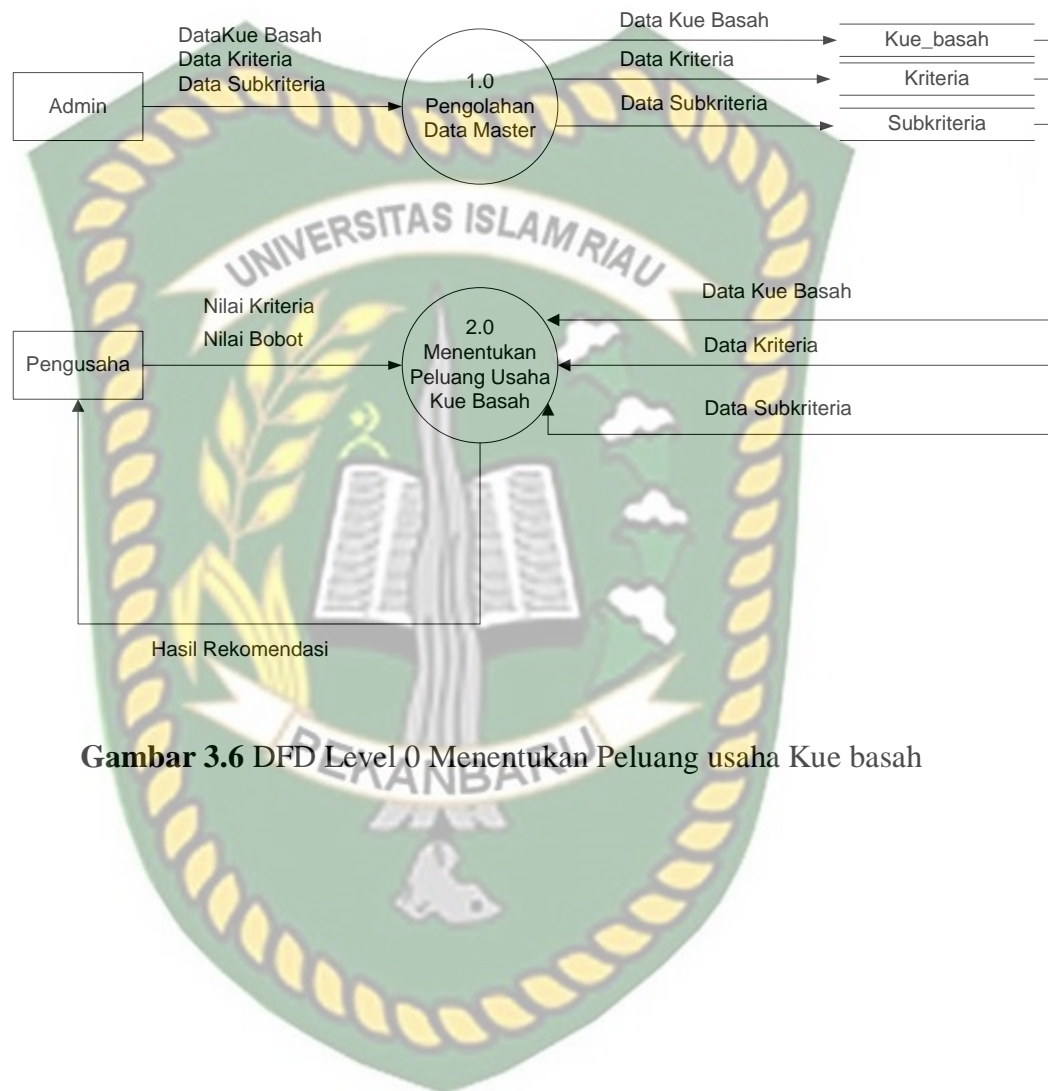 DataKue Basah
Data Kriteria
Data Subkriteria
Admin
1.0
Pengolahan
Data Master
Data Kue Basah
Data Kriteria
Data Subkriteria
Kue_basah
Kriteria
Subkriteria
UNIVERSITAS ISLAM RIAU
Nilai Kriteria
Nilai Bobot
Pengusaha
2.0
Menentukan
Peluang Usaha
Kue Basah
Data Kue Basah
Data Kriteria
Data Subkriteria
Hasil Rekomendasi
Gambar 3.6 DFD Level 0 Menentukan Peluang usaha Kue basah
PEKANBARU